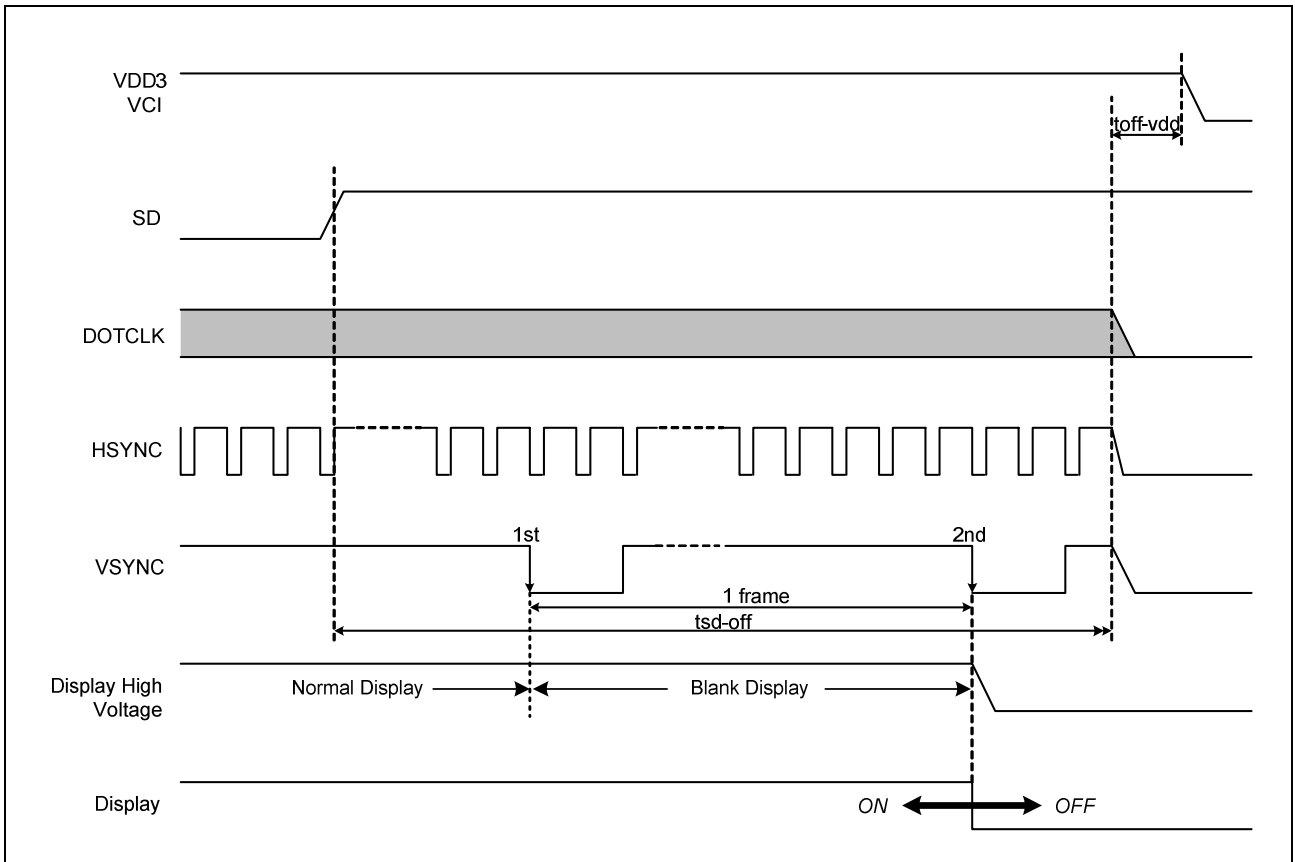 VDD3
VCI
toff-vdd
SD
DOTCLK
HSYNC
1st
2nd
VSYNC
1 frame
tsd-off
Display High
Voltage
Normal Display
Blank Display
Display
ON
OFF